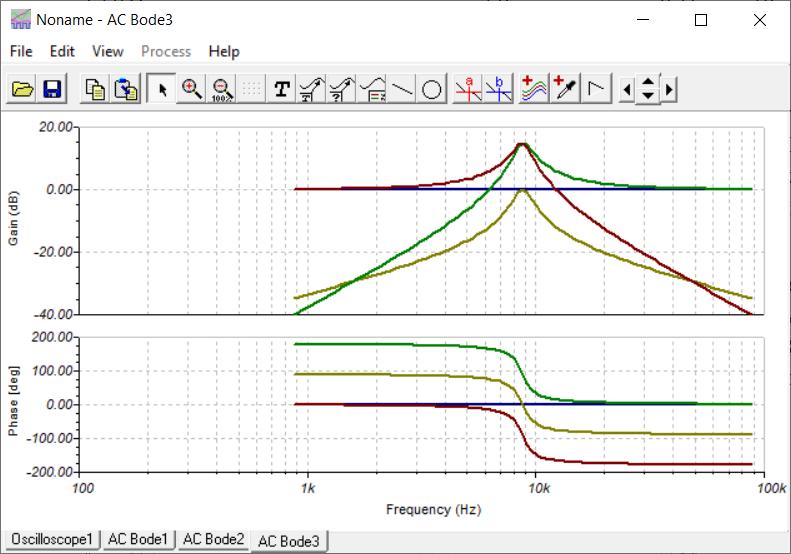 Noname - AC Bode3
File Edit View Process Help
100%
T
T
?
a
b
20.00
0.00
-20.00
-40.00
Gain (dB)
200.00
100.00
0.00
-100.00
-200.00
Phase [deg]
100
1k
10k
100k
Frequency (Hz)
Oscilloscope1 AC Bode1 AC Bode2 AC Bode3